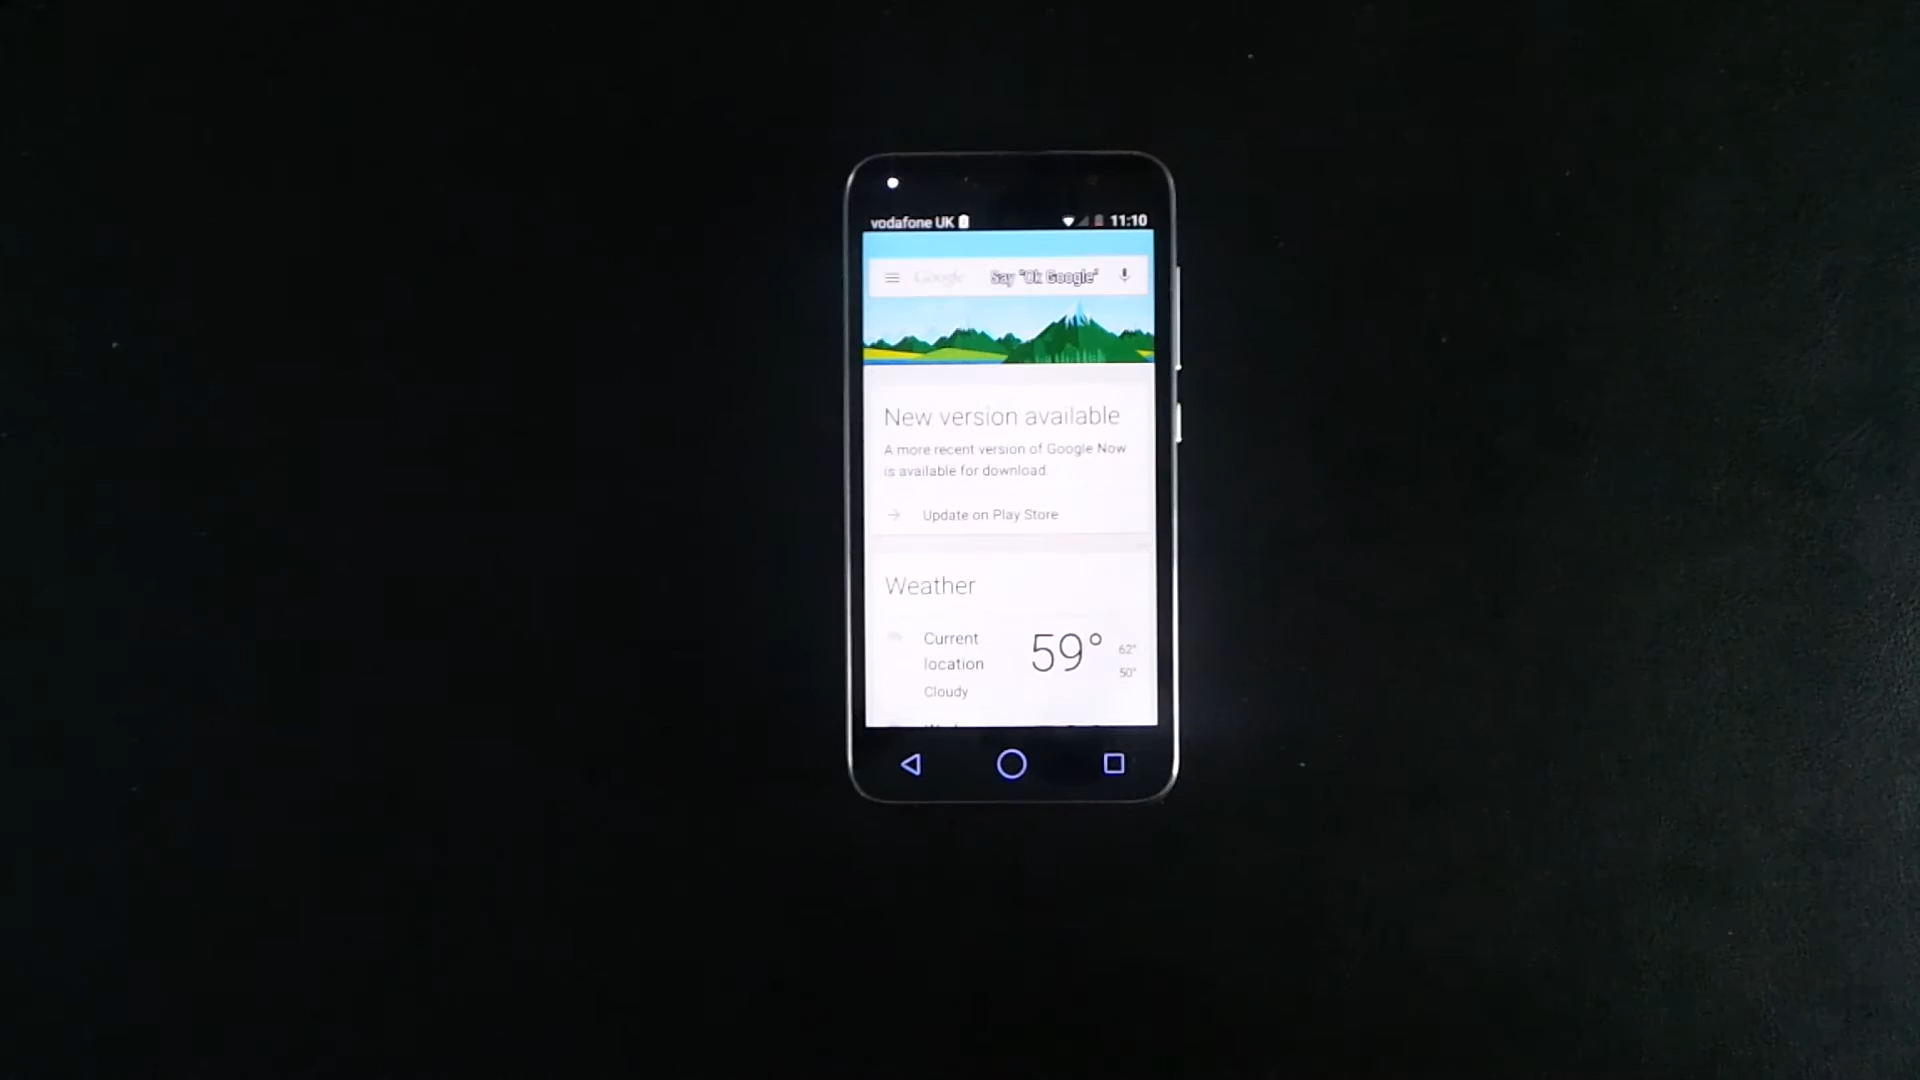 vodafone UK 11:10
Google Say "Ok Google"
New version available
A more recent version of Google Now
is available for download.
Update on Play Store
Weather
Current
location
59°
62°
50°
Cloudy